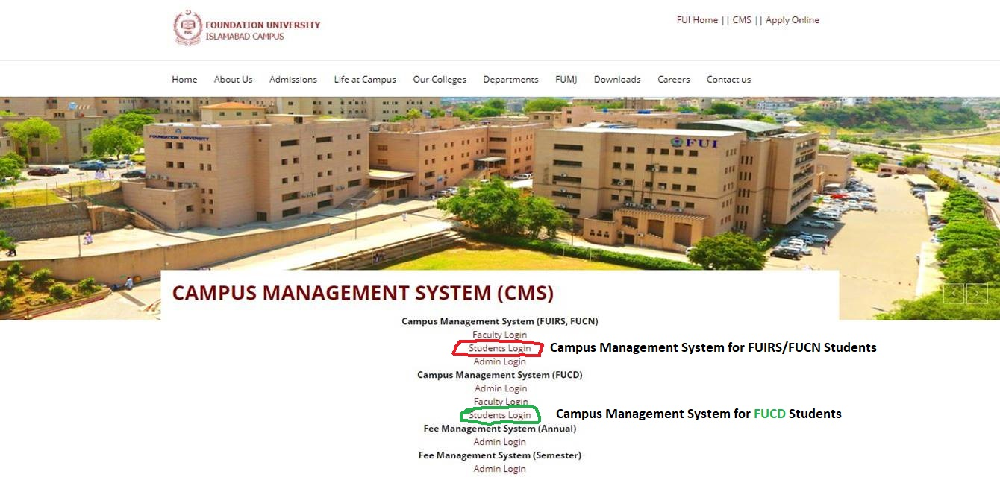 FUC
FOUNDATION UNIVERSITY
ISLAMABAD CAMPUS
FUI Home || CMS || Apply Online
Home About Us Admissions Life at Campus Our Colleges Departments FUMJ Downloads Careers Contact us
FOUNDATION UNIVERSITY
FUI
CAMPUS MANAGEMENT SYSTEM (CMS)
Campus Management System (FUIRS, FUCN)
Faculty Login
Students Login Campus Management System for FUIRS/FUCN Students
Admin Login
Campus Management System (FUCD)
Admin Login
Faculty Login
Students Login Campus Management System for FUCD Students
Fee Management System (Annual)
Admin Login
Fee Management System (Semester)
Admin Login